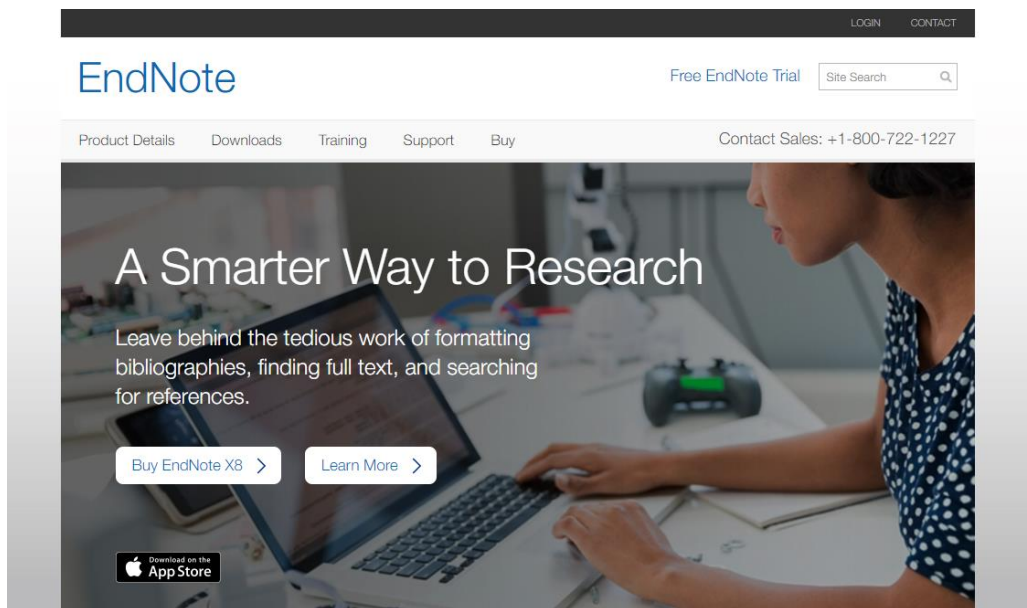 LOGIN CONTACT
EndNote
Free EndNote Trial
Site Search
Product Details Downloads Training Support Buy
Contact Sales: +1-800-722-1227
A Smarter Way to Research
Leave behind the tedious work of formatting
bibliographies, finding full text, and searching
for references.
Buy EndNote X8
Learn More
Download on the
App Store